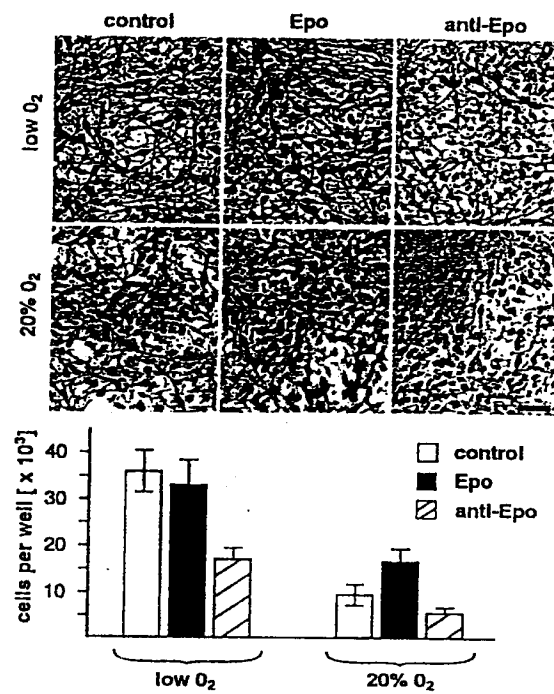 control Epo anti-Epo
low O₂
20% O₂
cells per well [ x 10³]
40
30
20
10
control
Epo
anti-Epo
low O₂ 20% O₂